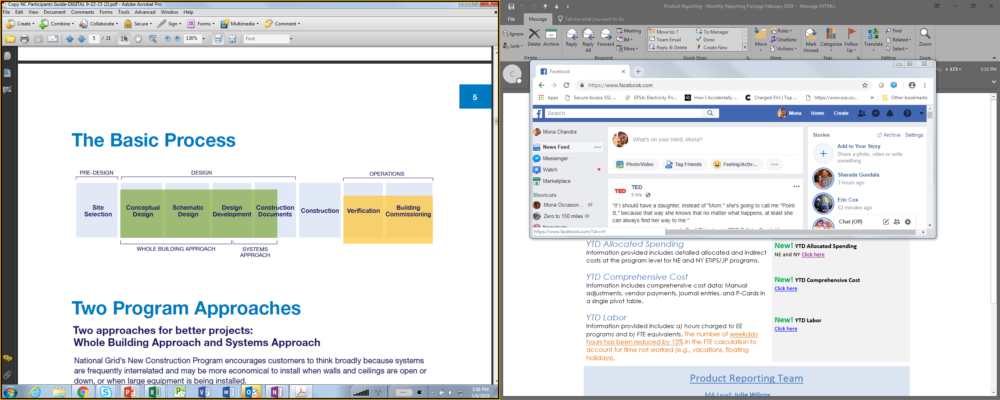 Copy NC Participants Guide-DIGITAL 9-22-15 (2).pdf - Adobe Acrobat Pro
File Edit View Document Comments Forms Tools Advanced Window Help
Create Combine Collaborate Secure Sign Forms Multimedia Comment
5 / 21 130% Find
5
The Basic Process
PRE-DESIGN DESIGN OPERATIONS
Site Selection
Conceptual Design
Schematic Design
Design Development
Construction Documents
Construction
Verification
Building Commissioning
WHOLE BUILDING APPROACH
SYSTEMS APPROACH
Two Program Approaches
Two approaches for better projects:
Whole Building Approach and Systems Approach
National Grid's New Construction Program encourages customers to think broadly because systems
are frequently interrelated and may be more economical to install when walls and ceilings are open or
down, or when large equipment is being installed.
3:58 PM
3/8/2019
Product Reporting - Monthly Reporting Package February 2019 - Message (HTML)
File Message Tell me what you want to do
Ignore
Junk
Delete
Archive
Delete
Reply
Reply All
Forward
Meeting
IM
More
Respond
Move to: ?
Team Email
Reply & Delete
To Manager
Done
Create New
Quick Steps
Move
Rules
OneNote
Actions
Move
Mark Unread
Categorize
Follow Up
Tags
Translate
Find
Related
Select
Editing
Zoom
Zoom
C
H.; + 173
1:52 PM
Facebook
https://www.facebook.com
Apps Secure Access SSL ... EPSA: Electricity Pri... How I Accidentally ... Charged EVs | Top ... https://www.sce.co... » Other bookmarks
Search
Mona Home Create
Mona Chandra
News Feed
Messenger
Watch
Marketplace
Shortcuts
Mona Occasion...
Zero to 150 miles
Nametests
https://www.facebook.com/?sk=nf
What's on your mind, Mona?
Photo/Video Tag Friends Feeling/Activ...
TED
TED
5 hrs
"If I should have a daughter, instead of "Mom," she's going to call me "Point
B," because that way she knows that no matter what happens, at least she
can always find her way to me."
Stories Archive · Settings
Add to Your Story
Share a photo, video or write
something
Sharada Gundala
3 hours ago
Eric Cox
52 minutes ago
Chat (Off)
YTD Allocated Spending
Information provided includes detailed allocated and indirect
costs at the program level for NE and NY ETIPS/JP programs.
YTD Comprehensive Cost
Information includes comprehensive cost data: Manual
adjustments, vendor payments, journal entries, and P-Cards in
a single pivot table.
YTD Labor
Information provided includes: a) hours charged to EE
programs and b) FTE equivalents. The number of weekday
hours has been reduced by 15% in the FTE calculation to
account for time not worked (e.g., vacations, floating
holidays).
New! YTD Allocated Spending
NE and NY Click here
New! YTD Comprehensive Cost
Click here
New! YTD Labor
Click here
Product Reporting Team
MA Lead: Julie Wilcox